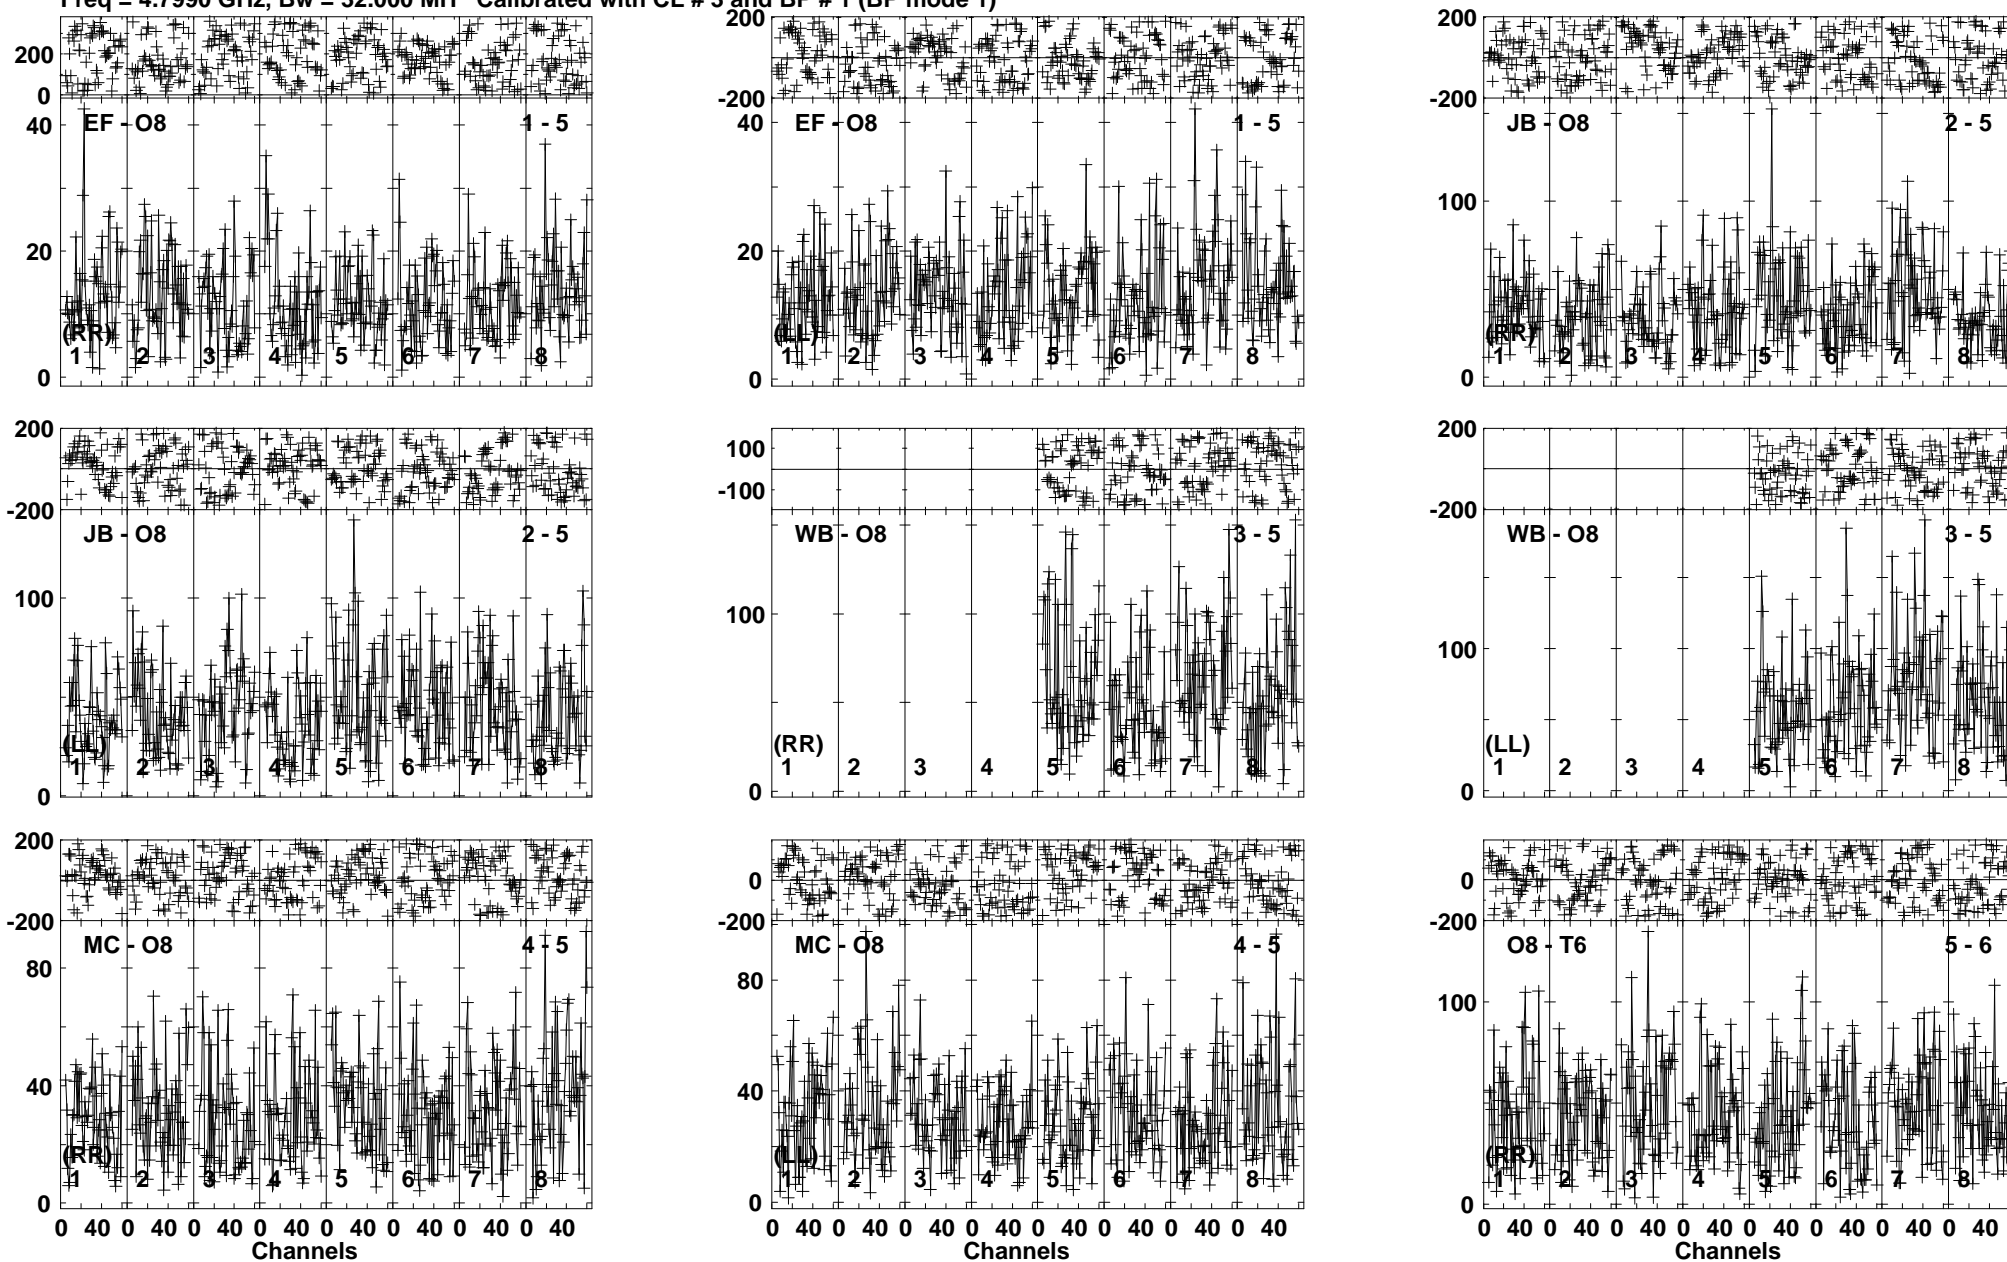 Freq = 4.7990 GHz, Bw = 32.000 MH Calibrated with CL # 3 and BP # 1 (BP mode 1)
200 0
40 20 0
EF - O8 1 - 5
(RR)
1 2 3 4 5 6 7 8
200 -200
40 20 0
EF - O8 1 - 5
(LL)
1 2 3 4 5 6 7 8
200 -200
100 0
JB - O8 2 - 5
(RR)
1 2 3 4 5 6 7 8
200 -200
100 0
JB - O8 2 - 5
(LL)
1 2 3 4 5 6 7 8
100 -100
100 0
WB - O8 3 - 5
(RR)
1 2 3 4 5 6 7 8
200 -200
100 0
WB - O8 3 - 5
(LL)
1 2 3 4 5 6 7 8
200 -200
80 40 0
MC - O8 4 - 5
(RR)
1 2 3 4 5 6 7 8
0 40 0 40 0 40 0 40 0 40 0 40 0 40 0 40
Channels
0 -200
80 40 0
MC - O8 4 - 5
(LL)
1 2 3 4 5 6 7 8
0 40 0 40 0 40 0 40 0 40 0 40 0 40 0 40
Channels
0 -200
100 0
O8 - T6 5 - 6
(RR)
1 2 3 4 5 6 7 8
0 40 0 40 0 40 0 40 0 40 0 40 0 40 0 40
Channels